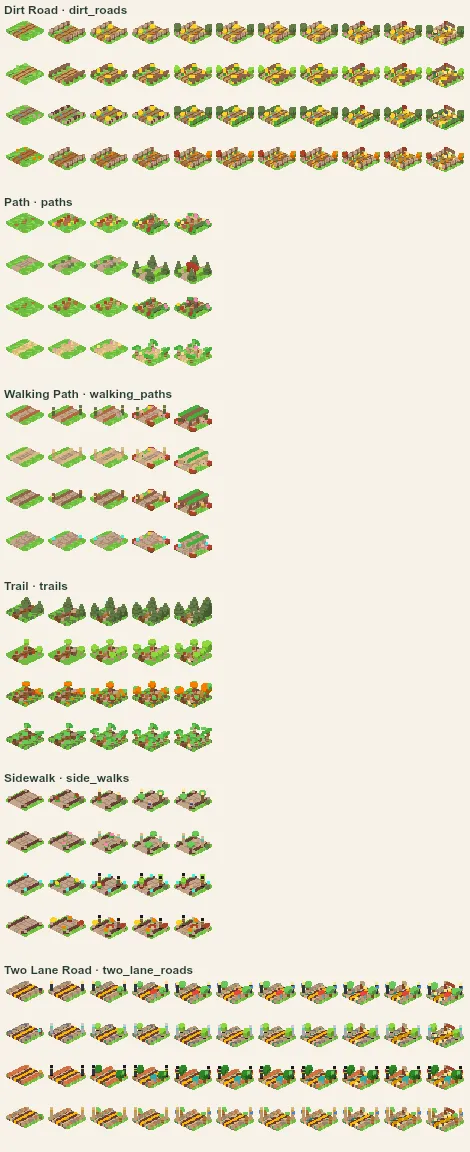 Dirt Road · dirt_roads
Path · paths
Walking Path · walking_paths
Trail · trails
Sidewalk · side_walks
Two Lane Road · two_lane_roads